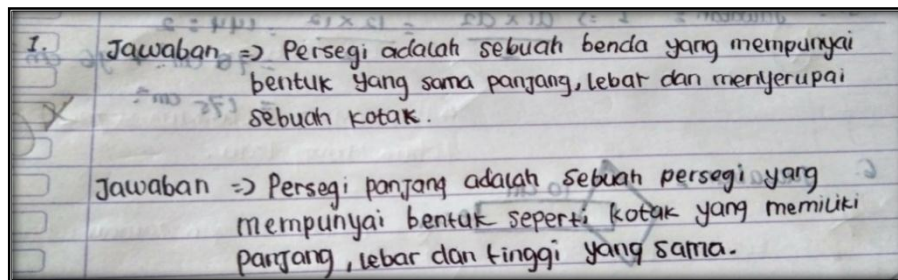 1. Jawaban => Persegi adalah sebuah benda yang mempunyai
bentuk yang sama panjang, lebar dan menyerupai
sebuah kotak.
Jawaban => Persegi panjang adalah sebuah persegi yang
mempunyai bentuk seperti kotak yang memiliki
panjang, lebar dan tinggi yang sama.